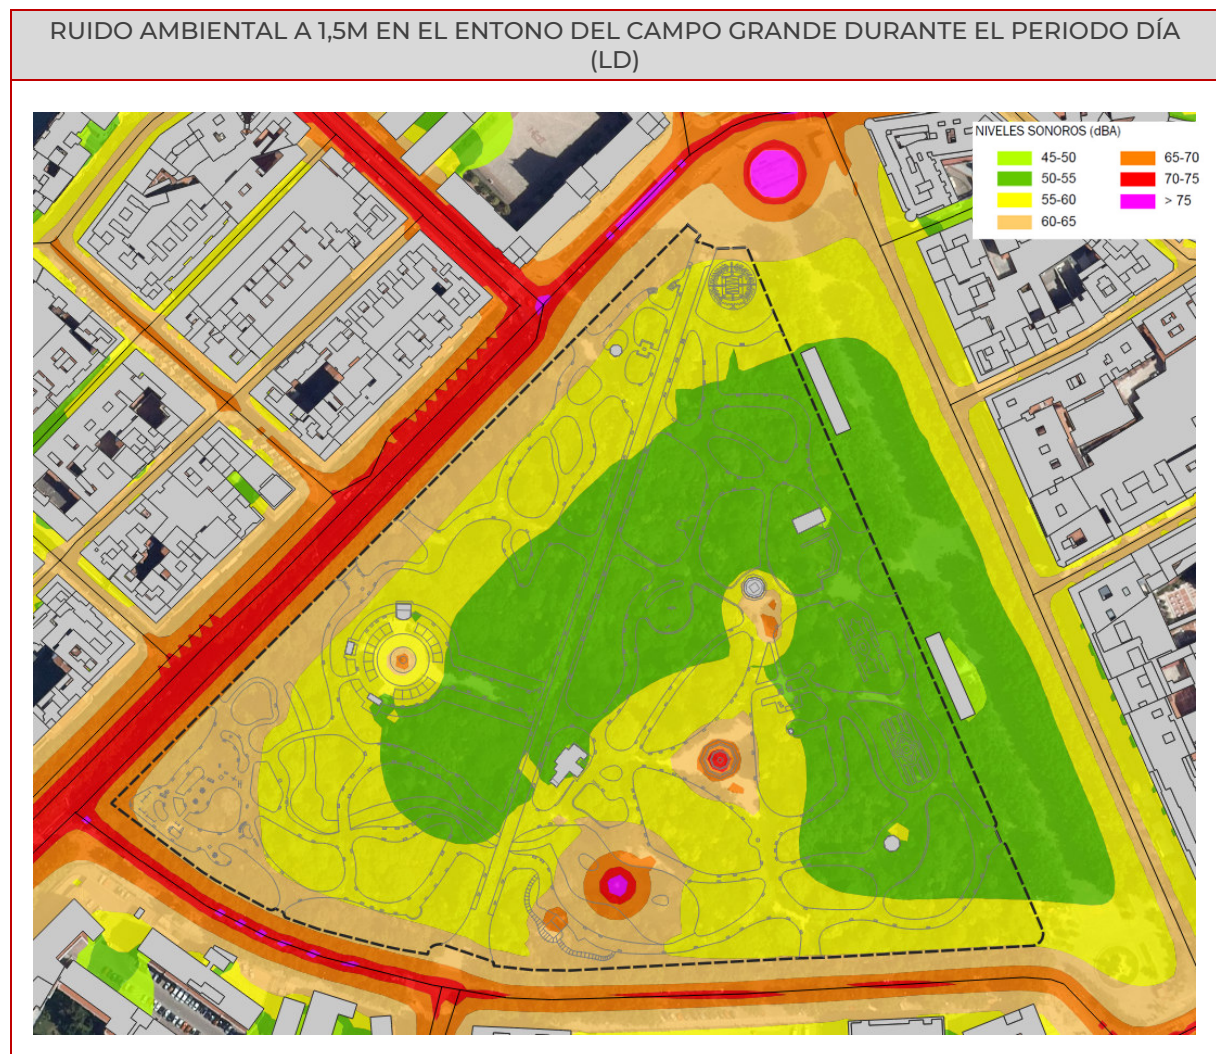 RUIDO AMBIENTAL A 1,5M EN EL ENTONO DEL CAMPO GRANDE DURANTE EL PERIODO DÍA
(LD)
NIVELES SONOROS (dBA)
45-50
50-55
55-60
60-65
65-70
70-75
> 75